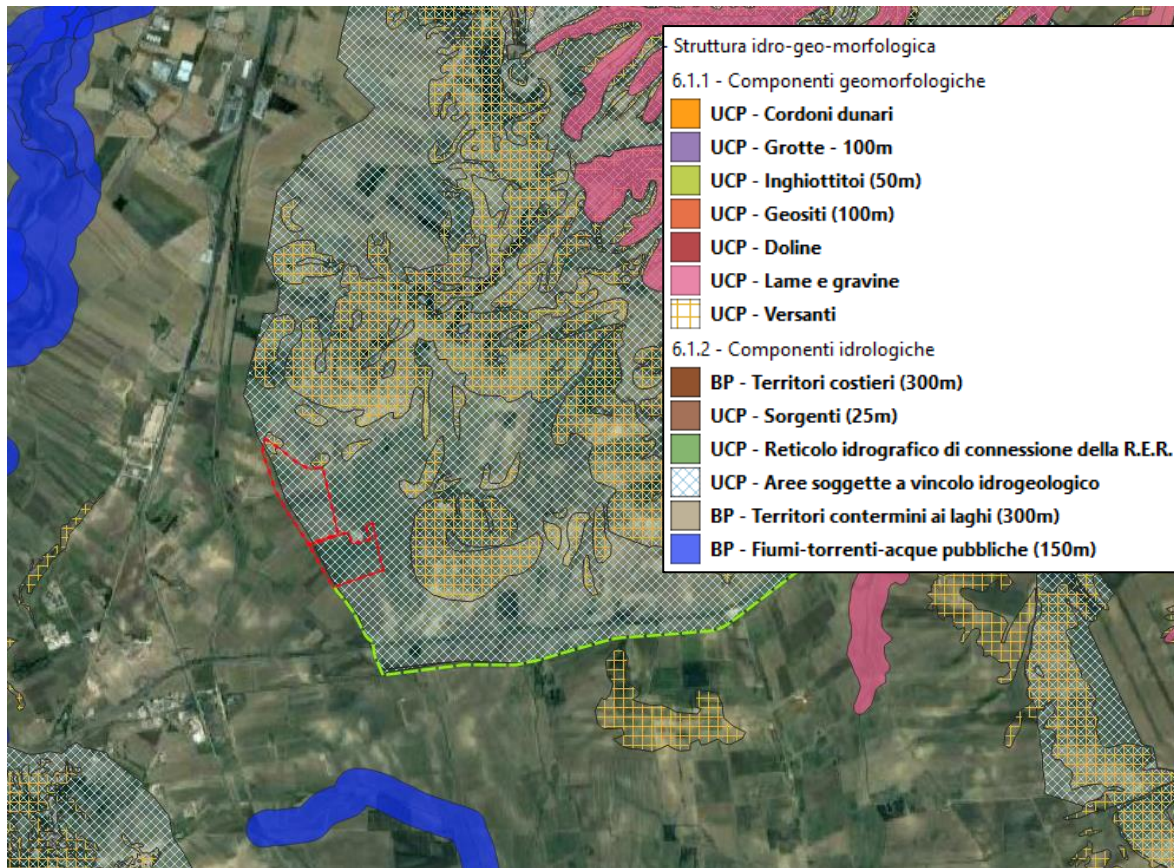 - Struttura idro-geo-morfologica
6.1.1 - Componenti geomorfologiche
UCP - Cordoni dunari
UCP - Grotte - 100m
UCP - Inghiottitoi (50m)
UCP - Geositi (100m)
UCP - Doline
UCP - Lame e gravine
UCP - Versanti
6.1.2 - Componenti idrologiche
BP - Territori costieri (300m)
UCP - Sorgenti (25m)
UCP - Reticolo idrografico di connessione della R.E.R.
UCP - Aree soggette a vincolo idrogeologico
BP - Territori contermini ai laghi (300m)
BP - Fiumi-torrenti-acque pubbliche (150m)